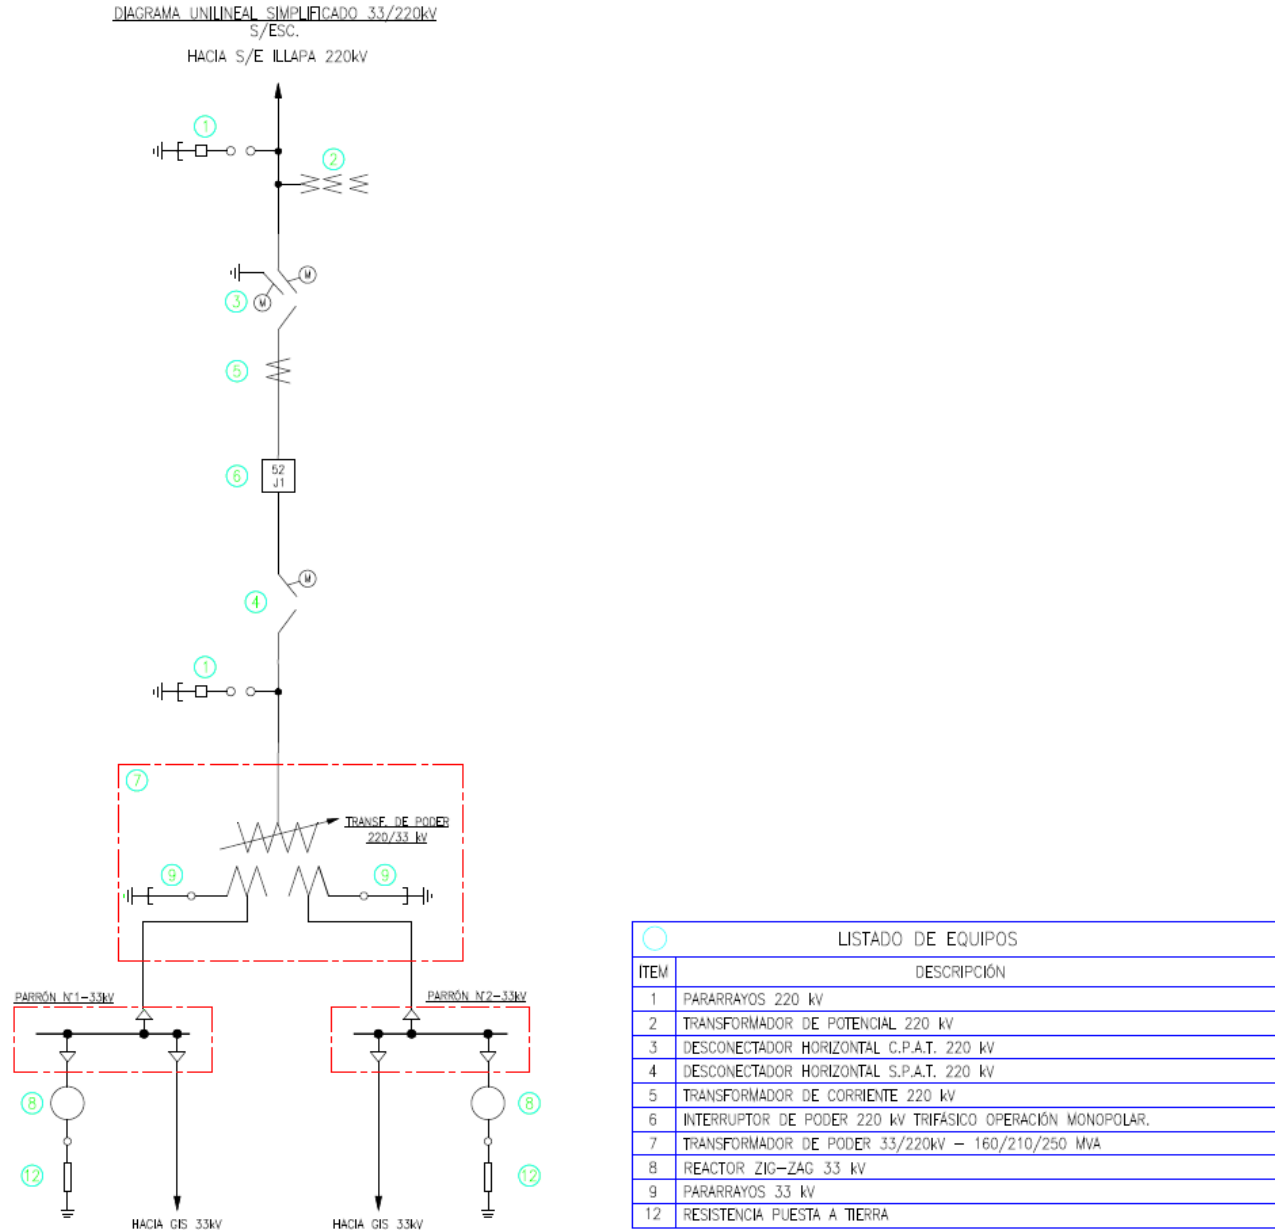 DIAGRAMA UNILINEAL SIMPLIFICADO 33/220kV
S/ESC.
HACIA S/E ILLAPA 220kV
1
2
M
3
M
5
6
52
J1
M
4
1
7
TRANSF. DE PODER
220/33 kV
9
9
PARRÓN N°1-33kV
PARRÓN N°2-33kV
8
8
12
12
HACIA GIS 33kV
HACIA GIS 33kV
LISTADO DE EQUIPOS
ITEM DESCRIPCIÓN
1 PARARRAYOS 220 kV
2 TRANSFORMADOR DE POTENCIAL 220 kV
3 DESCONECTADOR HORIZONTAL C.P.A.T. 220 kV
4 DESCONECTADOR HORIZONTAL S.P.A.T. 220 kV
5 TRANSFORMADOR DE CORRIENTE 220 kV
6 INTERRUPTOR DE PODER 220 kV TRIFÁSICO OPERACIÓN MONOPOLAR.
7 TRANSFORMADOR DE PODER 33/220kV – 160/210/250 MVA
8 REACTOR ZIG-ZAG 33 kV
9 PARARRAYOS 33 kV
12 RESISTENCIA PUESTA A TIERRA